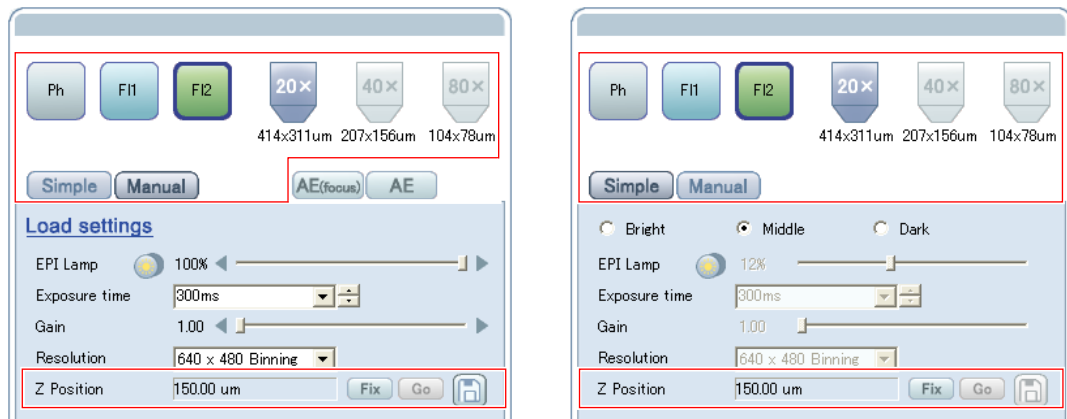 Ph FI1 FI2 20× 40× 80×
414x311um 207x156um 104x78um
Simple Manual AE(focus) AE
Load settings
EPI Lamp 100%
Exposure time 300ms
Gain 1.00
Resolution 640 x 480 Binning
Z Position 150.00 um Fix Go
Ph FI1 FI2 20× 40× 80×
414x311um 207x156um 104x78um
Simple Manual
Bright Middle Dark
EPI Lamp 12%
Exposure time 300ms
Gain 1.00
Resolution 640 x 480 Binning
Z Position 150.00 um Fix Go